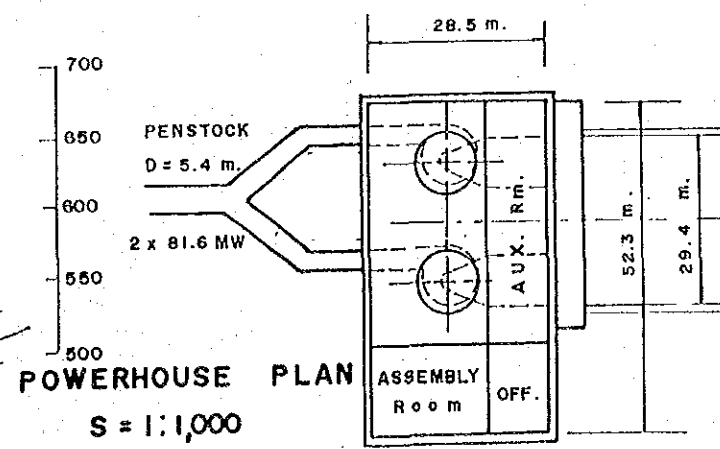 28.5 m.
700
650
600
550
500
PENSTOCK
D = 5.4 m.
2 x 81.6 MW
AUX. Rm.
52.3 m.
29.4 m.
ASSEMBLY
Room
OFF.
POWERHOUSE PLAN
S = 1:1,000